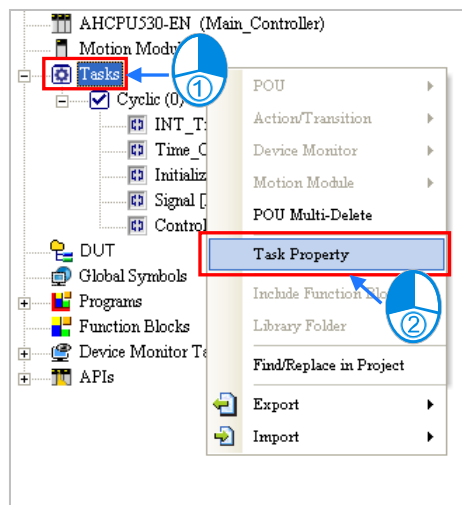 AHCPU530-EN (Main_Controller)
Motion Modu
Tasks
①
Cyclic (0)
POU
INT_T
Action/Transition
Time_C
Device Monitor
Initializ
Motion Module
Signal [
POU Multi-Delete
Control
DUT
Task Property
Global Symbols
Include Function Blo
Programs
②
Function Blocks
Library Folder
Device Monitor Ta
Find/Replace in Project
APIs
Export
Import